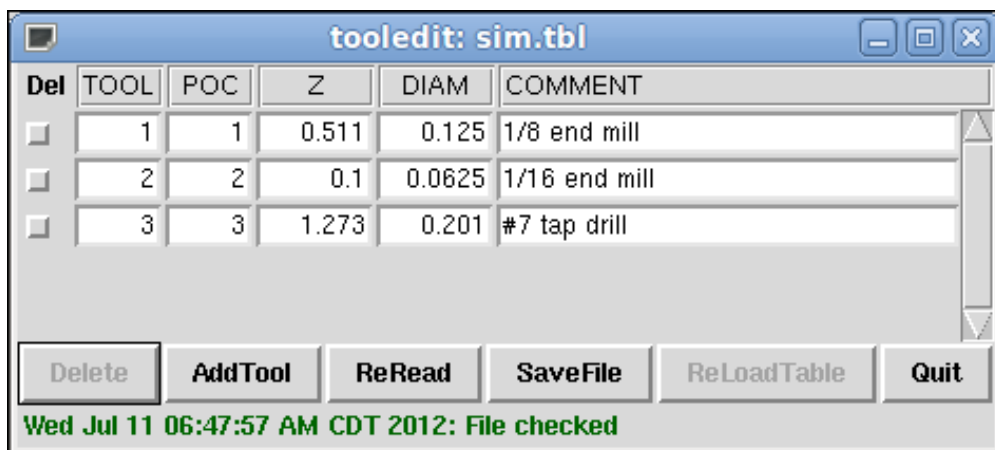 tooledit: sim.tbl
Del TOOL POC Z DIAM COMMENT
1 1 0.511 0.125 1/8 end mill
2 2 0.1 0.0625 1/16 end mill
3 3 1.273 0.201 #7 tap drill
Delete AddTool ReRead SaveFile ReLoadTable Quit
Wed Jul 11 06:47:57 AM CDT 2012: File checked